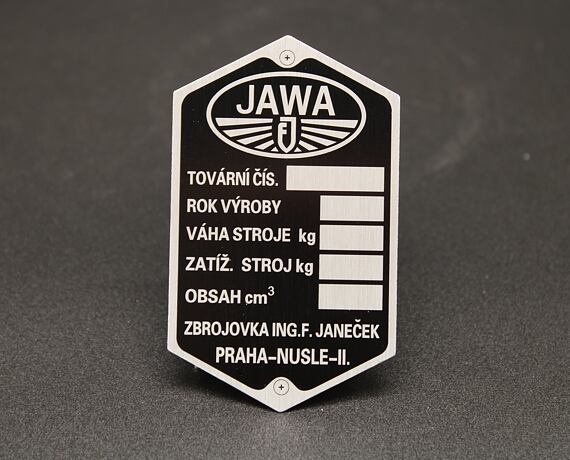 JAWA
FJ
TOVÁRNÍ ČÍS.
ROK VÝROBY
VÁHA STROJE kg
ZATÍŽ. STROJ kg
OBSAH cm³
ZBROJOVKA ING.F. JANEČEK
PRAHA–NUSLE–II.